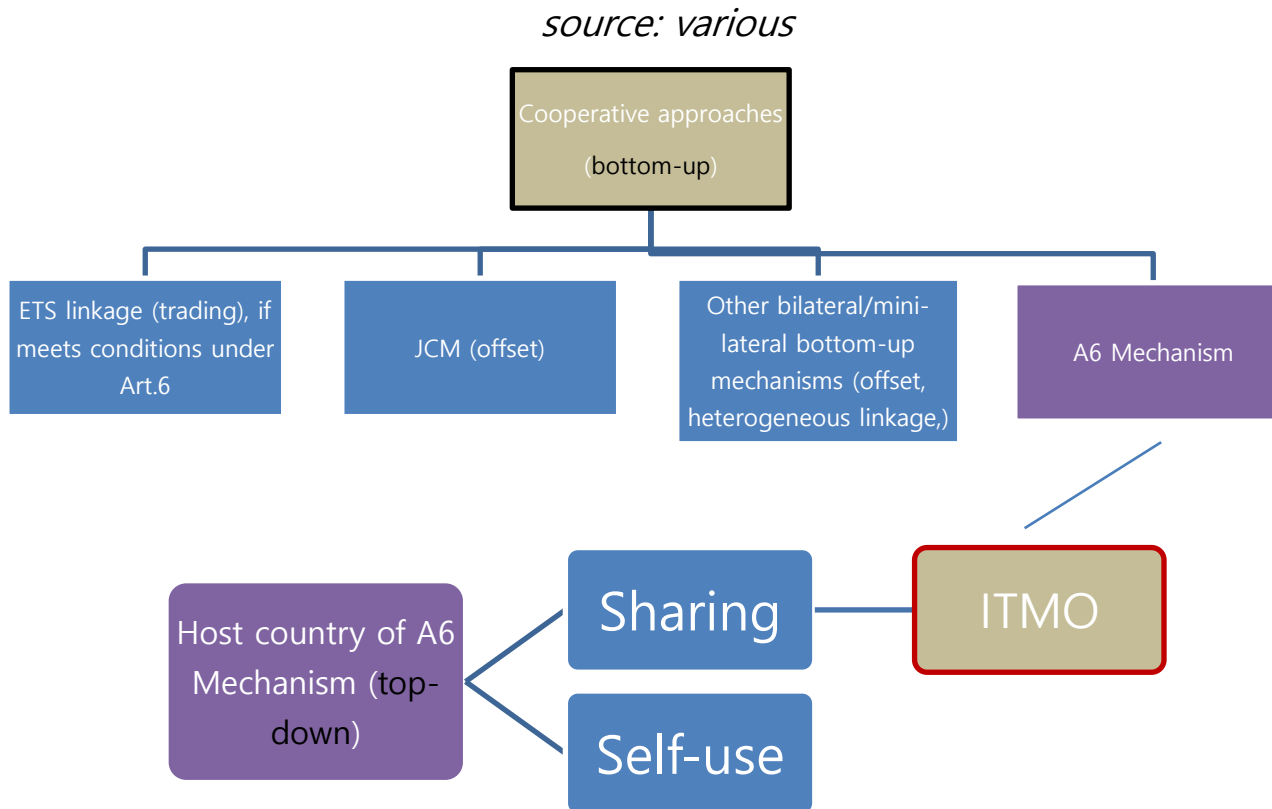 source: various
Cooperative approaches
(bottom-up)
ETS linkage (trading), if
meets conditions under
Art.6
JCM (offset)
Other bilateral/mini-
lateral bottom-up
mechanisms (offset,
heterogeneous linkage,)
A6 Mechanism
Host country of A6
Mechanism (top-
down)
Sharing
ITMO
Self-use